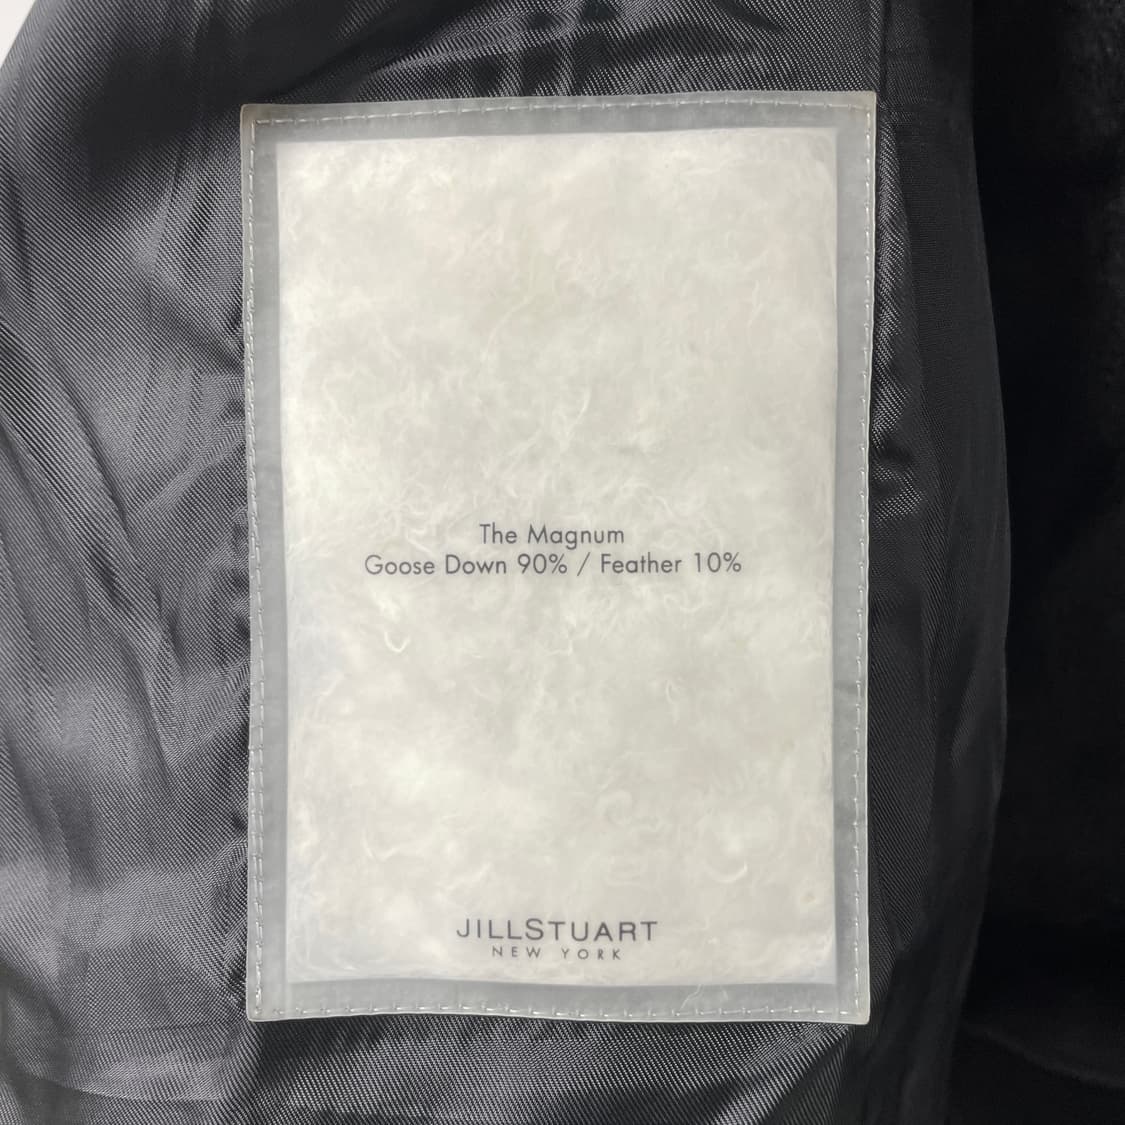 The Magnum
Goose Down 90% / Feather 10%
JILLSTUART
NEW YORK